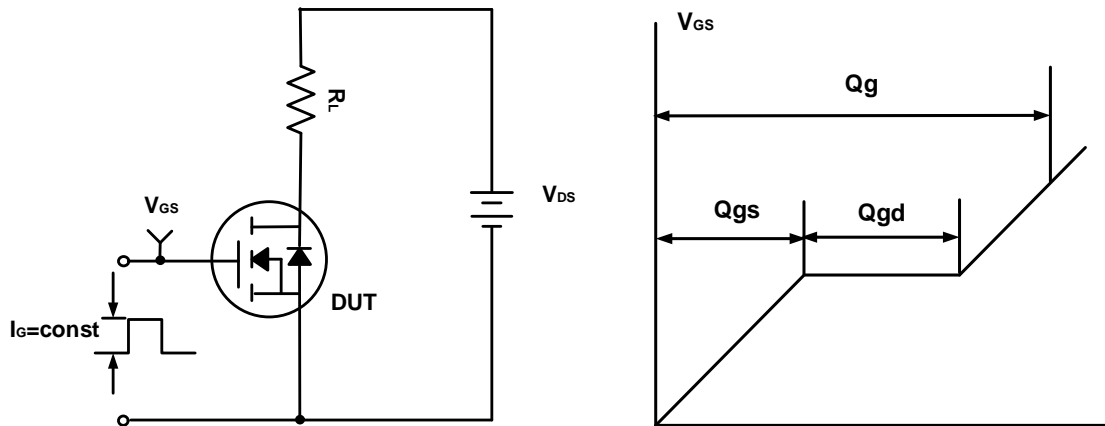 RL
VGS
VDS
DUT
IG=const
VGS
Qg
Qgs
Qgd